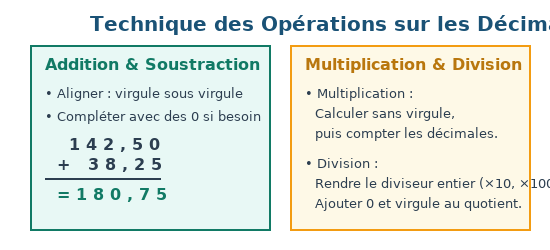 Technique des Opérations sur les Décima
Addition & Soustraction
• Aligner : virgule sous virgule
• Compléter avec des 0 si besoin
1 4 2 , 5 0
+ 3 8 , 2 5
= 1 8 0 , 7 5
Multiplication & Division
• Multiplication :
Calculer sans virgule,
puis compter les décimales.
• Division :
Rendre le diviseur entier (×10, ×100
Ajouter 0 et virgule au quotient.